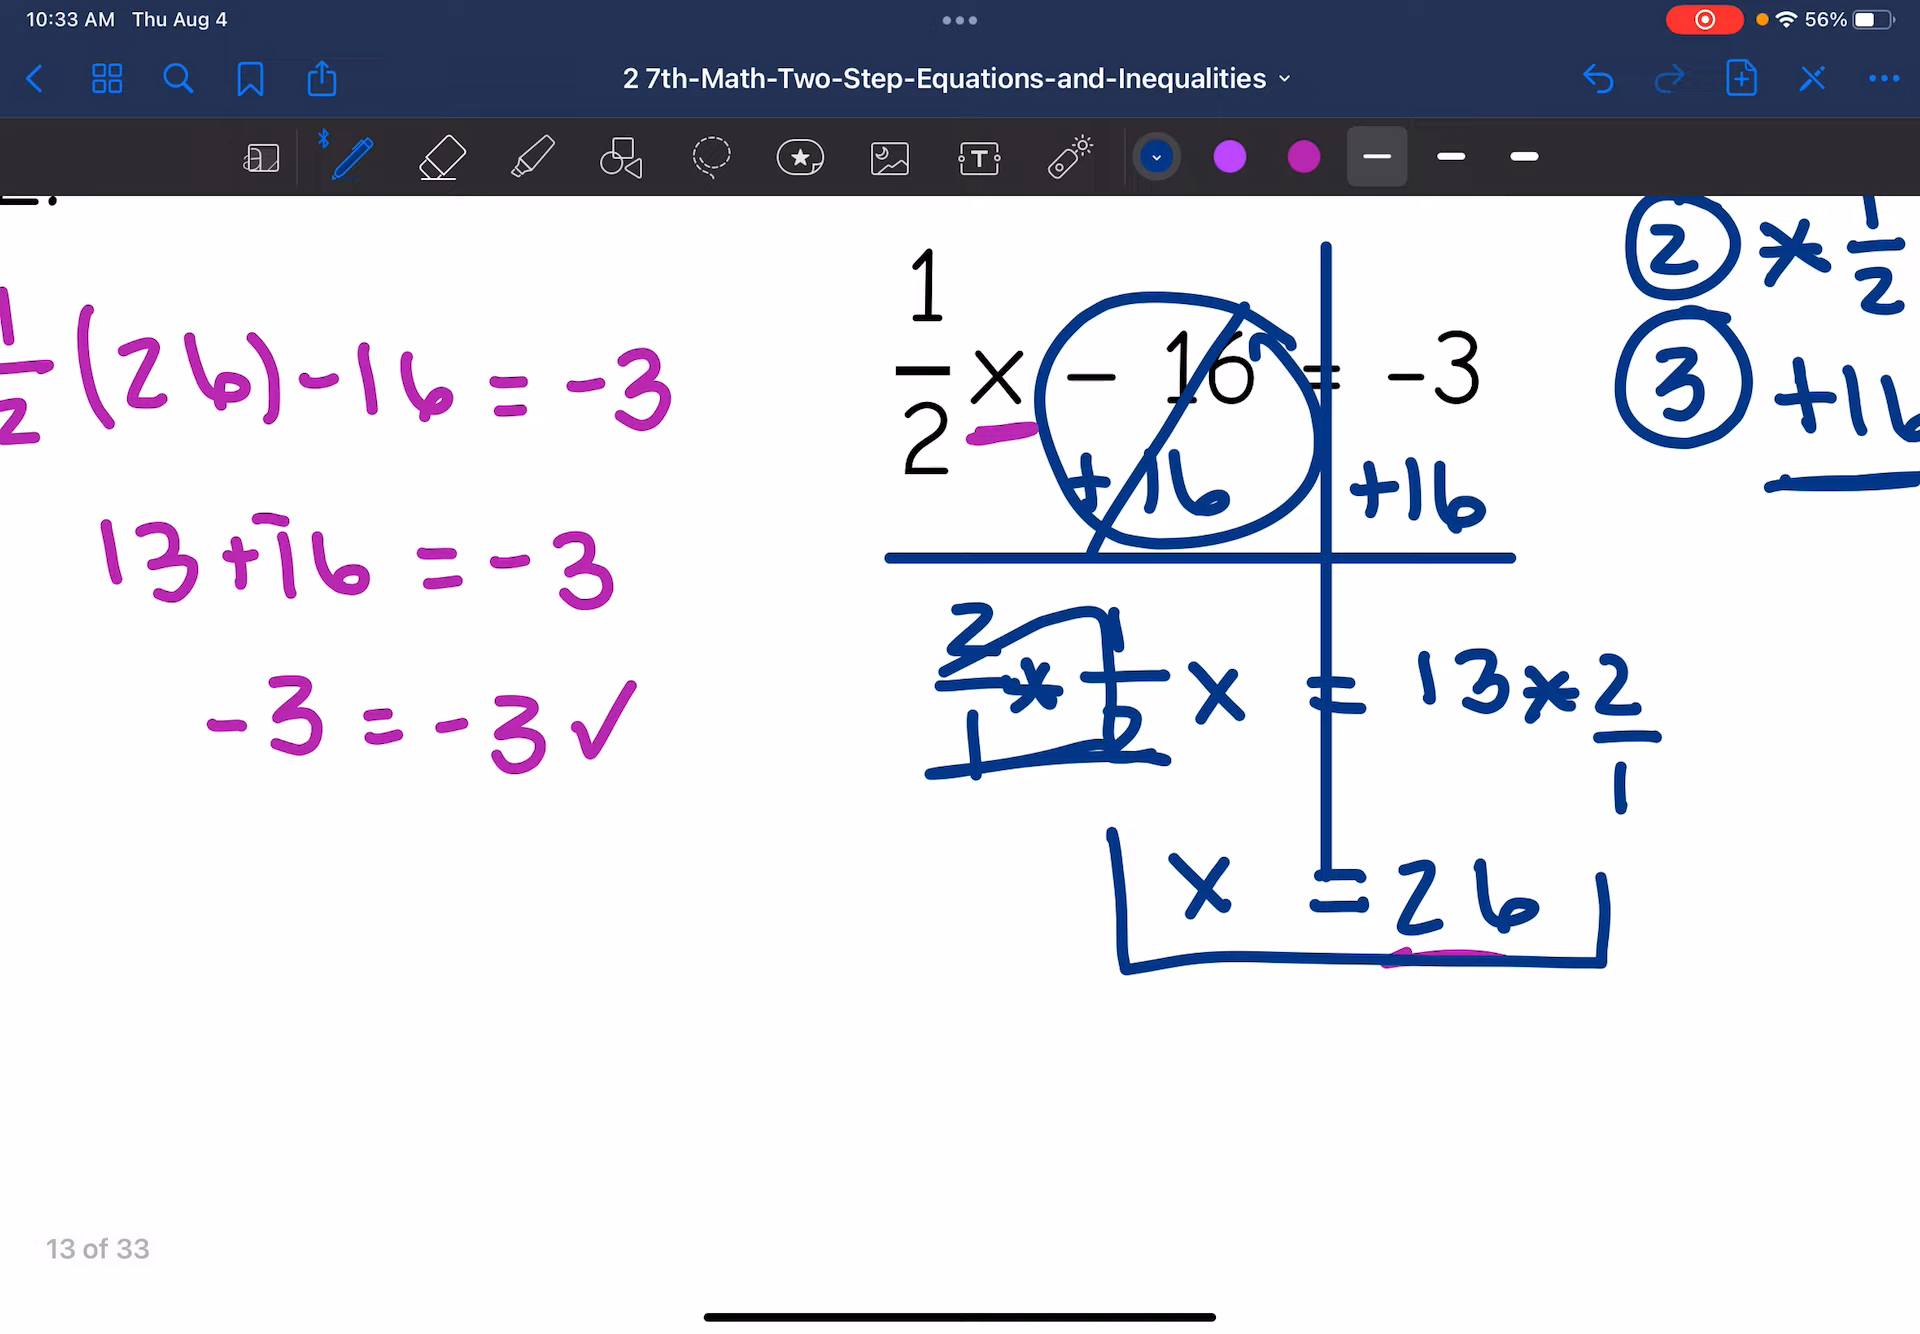 10:33 AM Thu Aug 4
56%
2 7th-Math-Two-Step-Equations-and-Inequalities
1/2 (26) - 16 = -3
13 + -16 = -3
-3 = -3 ✓
1/2 x - 16 = -3
+16 +16
2/1 * 1/2 x = 13 * 2/1
x = 26
② * 1/2
③ +16
13 of 33